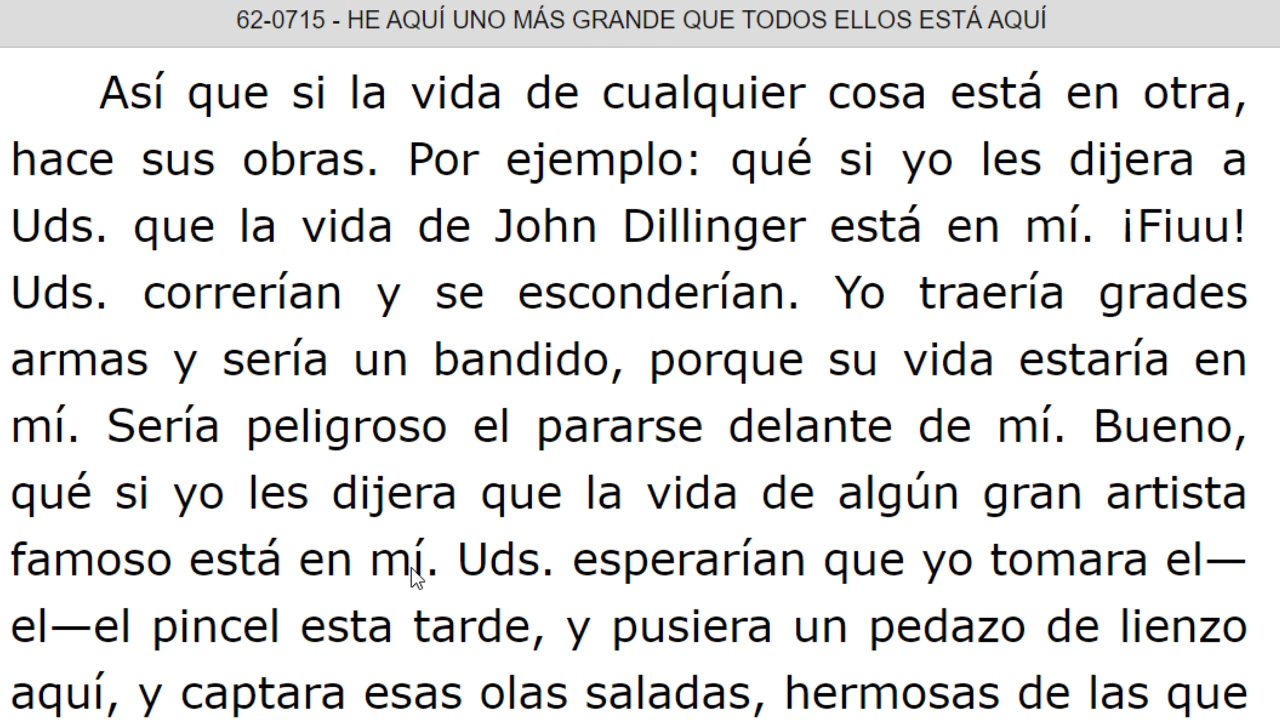 62-0715 - HE AQUÍ UNO MÁS GRANDE QUE TODOS ELLOS ESTÁ AQUÍ
Así que si la vida de cualquier cosa está en otra,
hace sus obras. Por ejemplo: qué si yo les dijera a
Uds. que la vida de John Dillinger está en mí. ¡Fiuu!
Uds. correrían y se esconderían. Yo traería grades
armas y sería un bandido, porque su vida estaría en
mí. Sería peligroso el pararse delante de mí. Bueno,
qué si yo les dijera que la vida de algún gran artista
famoso está en mí. Uds. esperarían que yo tomara el—
el—el pincel esta tarde, y pusiera un pedazo de lienzo
aquí, y captara esas olas saladas, hermosas de las que